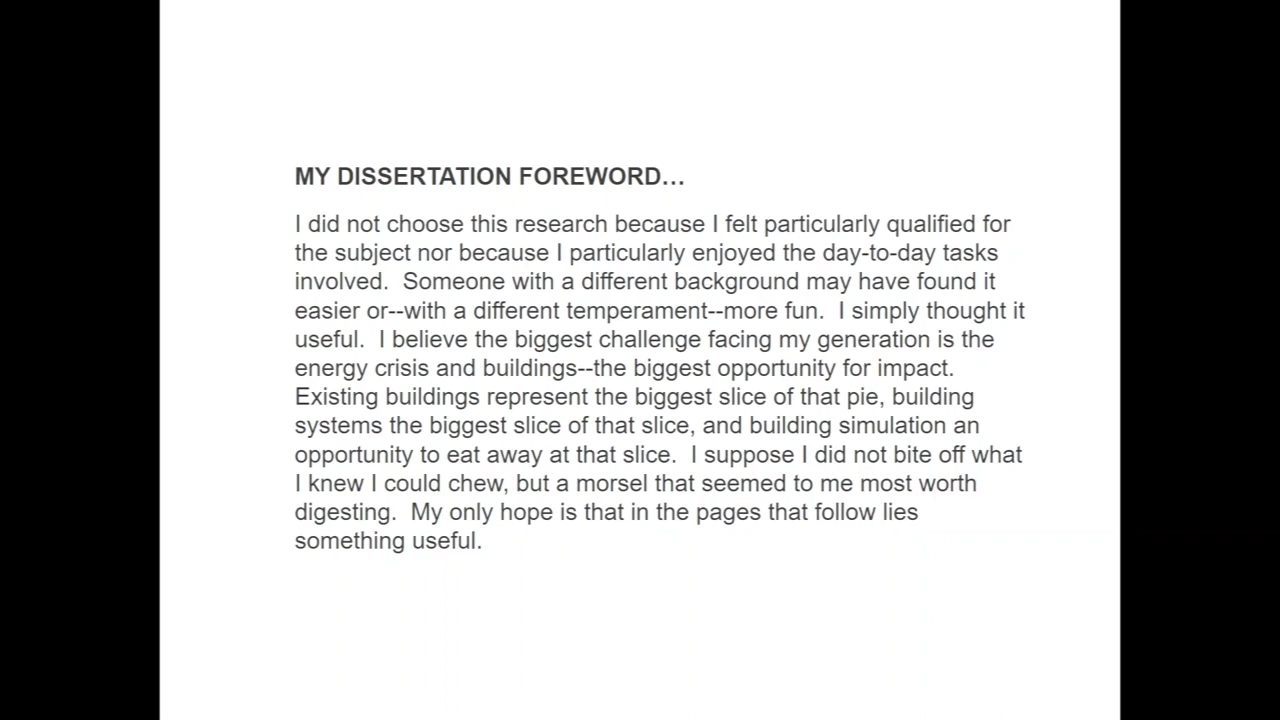 MY DISSERTATION FOREWORD…
I did not choose this research because I felt particularly qualified for
the subject nor because I particularly enjoyed the day-to-day tasks
involved.  Someone with a different background may have found it
easier or--with a different temperament--more fun.  I simply thought it
useful.  I believe the biggest challenge facing my generation is the
energy crisis and buildings--the biggest opportunity for impact.
Existing buildings represent the biggest slice of that pie, building
systems the biggest slice of that slice, and building simulation an
opportunity to eat away at that slice.  I suppose I did not bite off what
I knew I could chew, but a morsel that seemed to me most worth
digesting.  My only hope is that in the pages that follow lies
something useful.